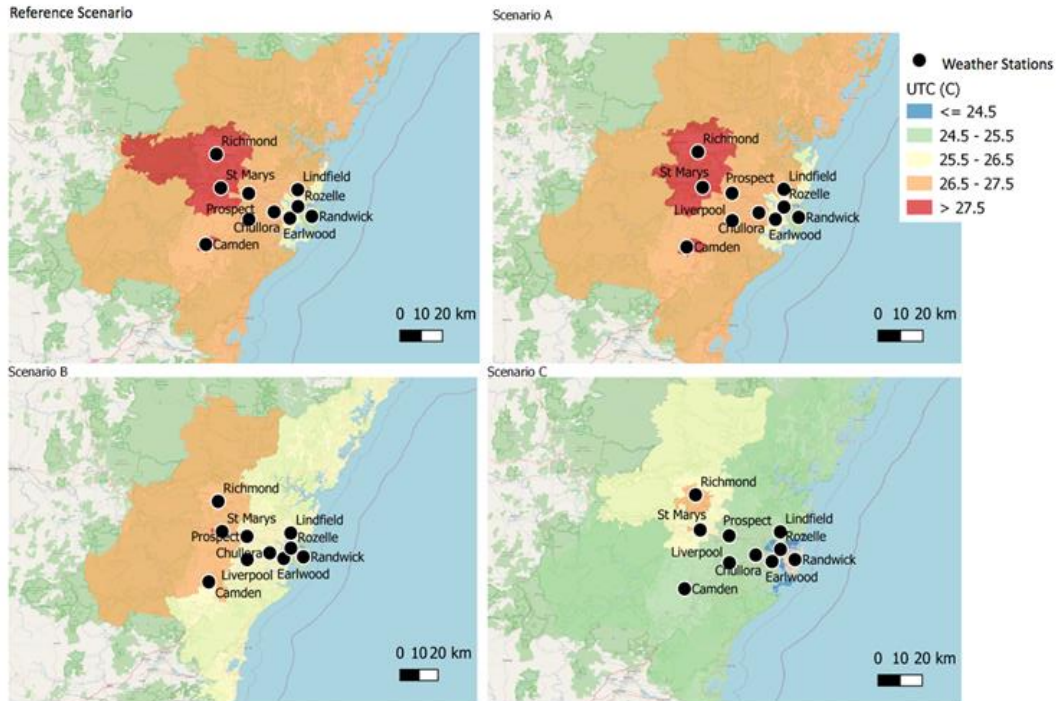 Reference Scenario
Richmond
St Marys
Lindfield
Rozelle
Prospect
Randwick
Chullora
Earlwood
Camden
0 10 20 km
Scenario A
Richmond
St Marys
Prospect
Lindfield
Rozelle
Liverpool
Randwick
Chullora
Earlwood
Camden
0 10 20 km
Weather Stations
UTC (C)
<= 24.5
24.5 - 25.5
25.5 - 26.5
26.5 - 27.5
> 27.5
Scenario B
Richmond
St Marys
Lindfield
Prospect
Rozelle
Chullora
Randwick
Liverpool
Earlwood
Camden
0 10 20 km
Scenario C
Richmond
St Marys
Prospect
Lindfield
Rozelle
Liverpool
Randwick
Chullora
Earlwood
Camden
0 10 20 km